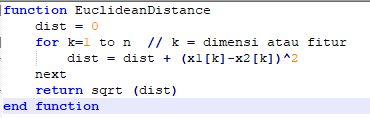 function EuclideanDistance
dist = 0
for k=1 to n // k = dimensi atau fitur
dist = dist + (x1[k]-x2[k])^2
next
return sqrt (dist)
end function